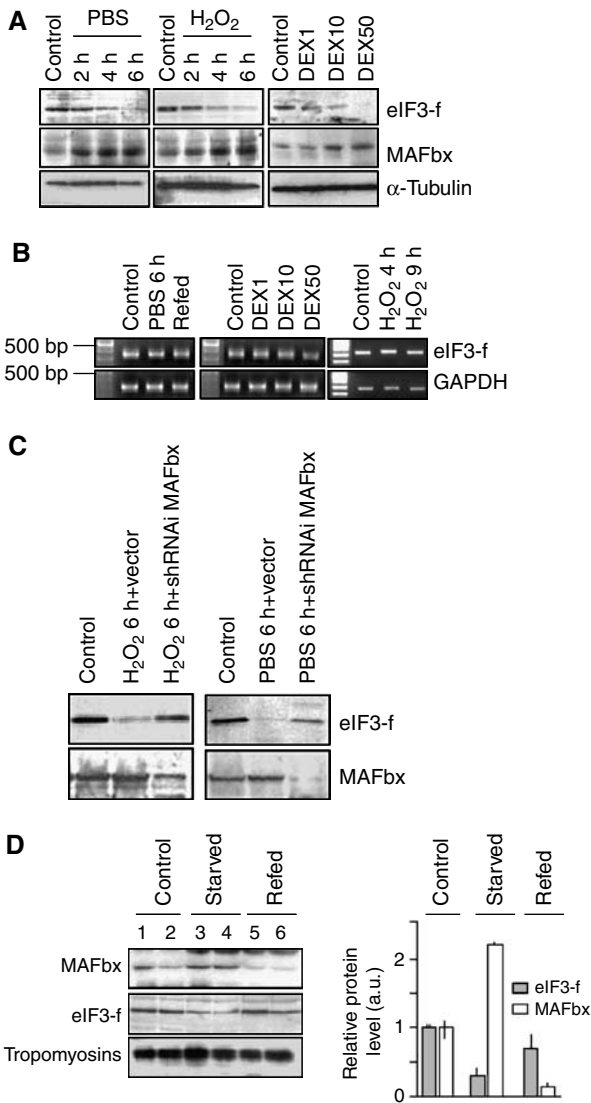 A
PBS
H2O2
Control
2 h
4 h
6 h
Control
2 h
4 h
6 h
Control
DEX1
DEX10
DEX50
eIF3-f
MAFbx
α-Tubulin
B
Control
PBS 6 h
Refed
Control
DEX1
DEX10
DEX50
Control
H2O2 4 h
H2O2 9 h
500 bp
eIF3-f
500 bp
GAPDH
C
Control
H2O2 6 h+vector
H2O2 6 h+shRNAi MAFbx
Control
PBS 6 h+vector
PBS 6 h+shRNAi MAFbx
eIF3-f
MAFbx
D
Control
Starved
Refed
1 2 3 4 5 6
MAFbx
eIF3-f
Tropomyosins
Control
Starved
Refed
Relative protein
level (a.u.)
2
1
0
eIF3-f
MAFbx